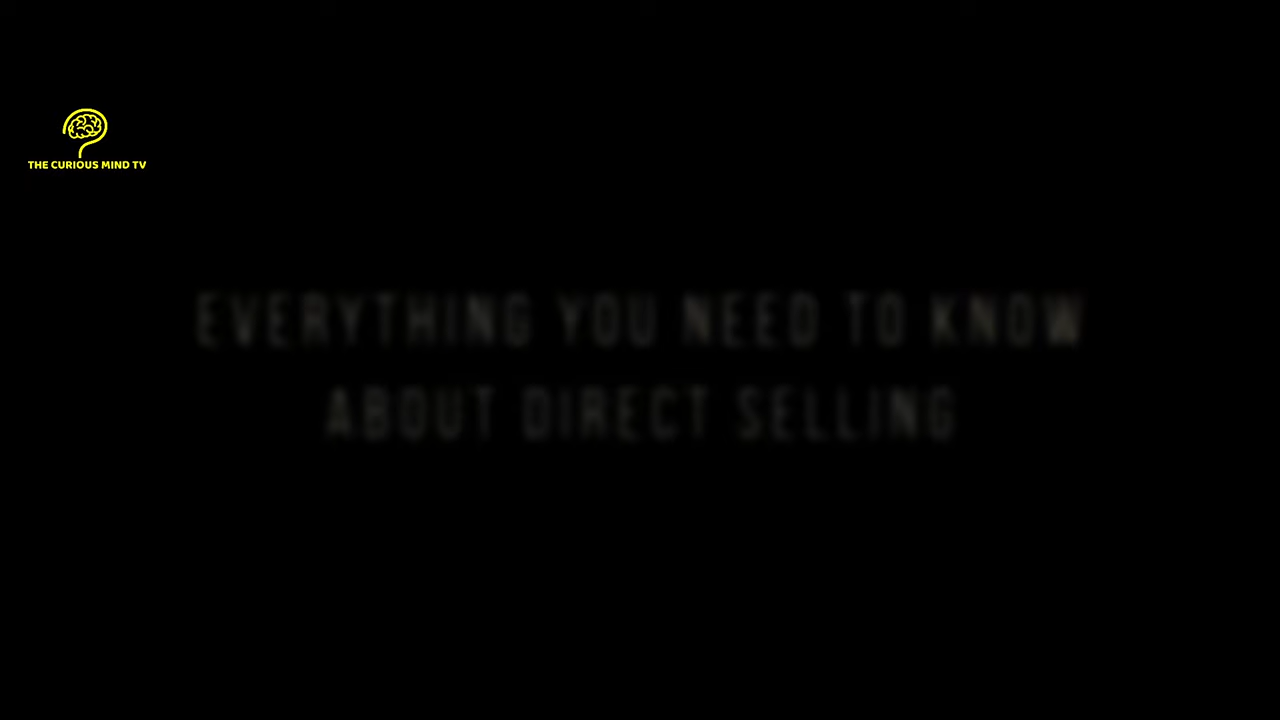 THE CURIOUS MIND TV
EVERYTHING YOU NEED TO KNOW
ABOUT DIRECT SELLING